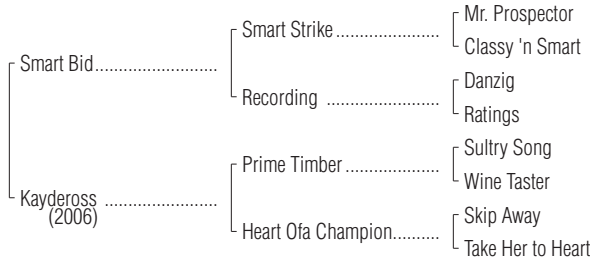 Mr. Prospector
Smart Strike ....................
Classy 'n Smart
Smart Bid........................
Danzig
Recording ......................
Ratings
Sultry Song
Prime Timber ...................
Wine Taster
Kaydeross ......................
(2006)
Skip Away
Heart Ofa Champion..........
Take Her to Heart